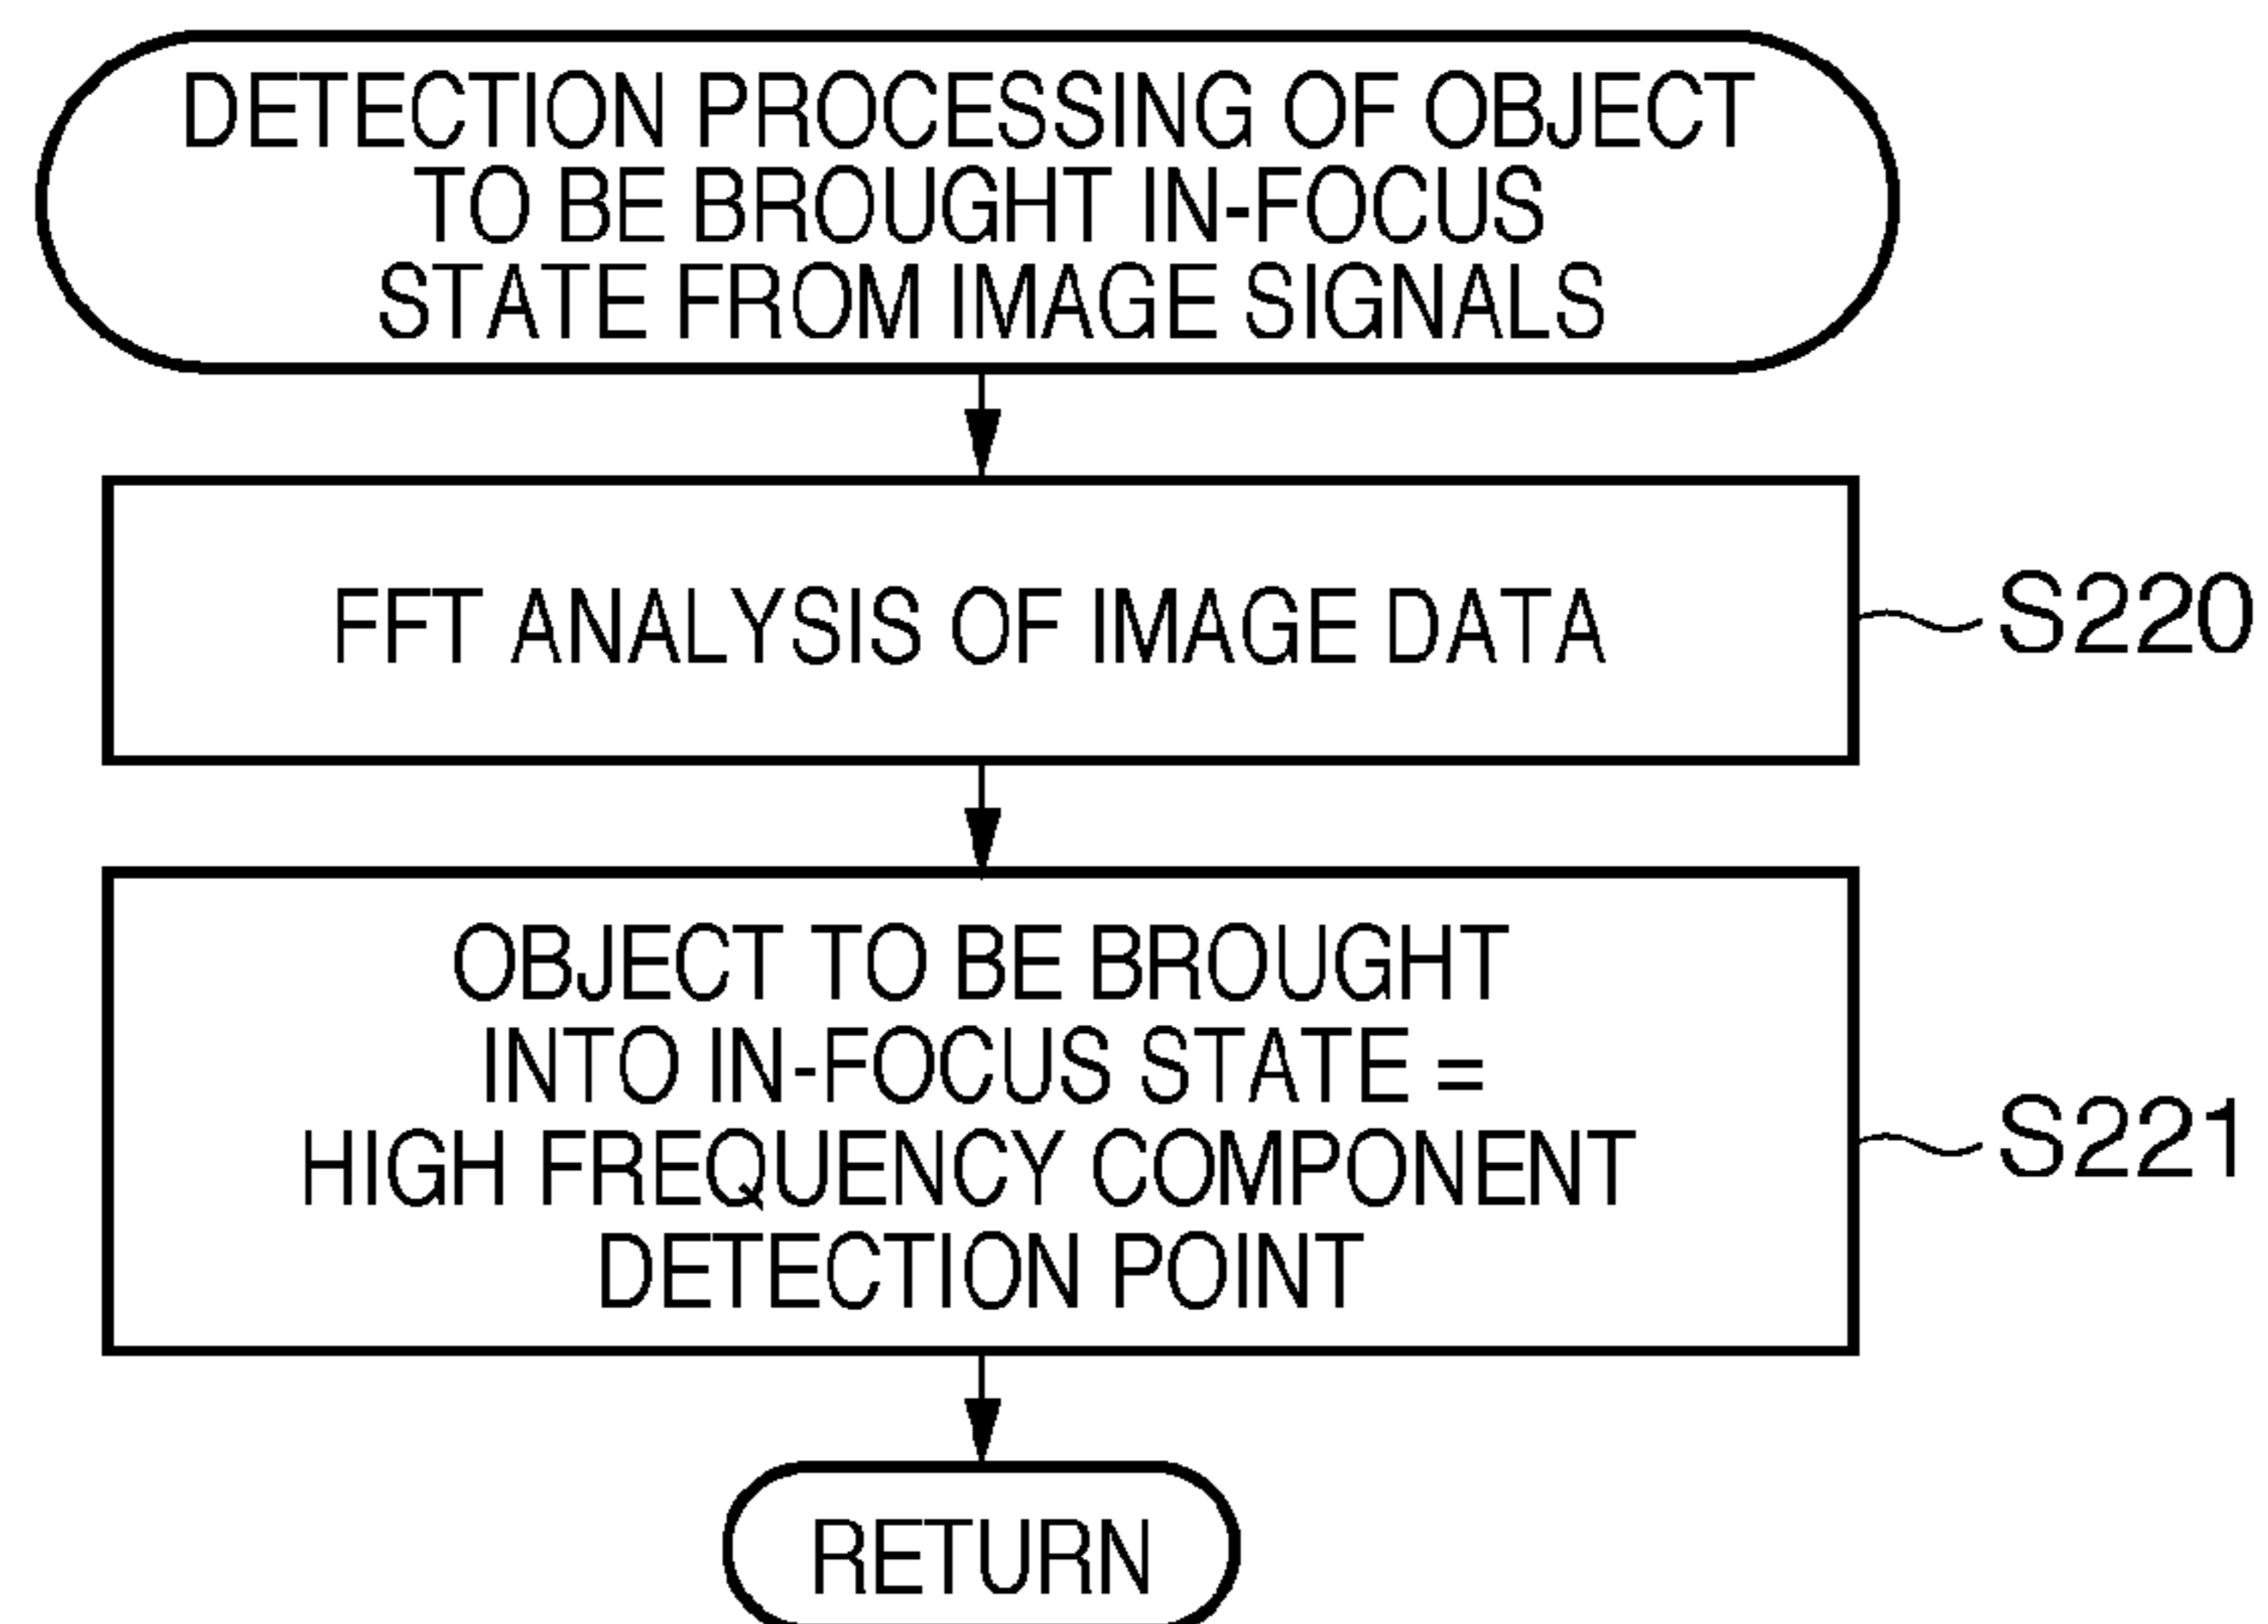 DETECTION PROCESSING OF OBJECT
TO BE BROUGHT IN-FOCUS
STATE FROM IMAGE SIGNALS
FFT ANALYSIS OF IMAGE DATA
S220
OBJECT TO BE BROUGHT
INTO IN-FOCUS STATE =
HIGH FREQUENCY COMPONENT
DETECTION POINT
S221
RETURN